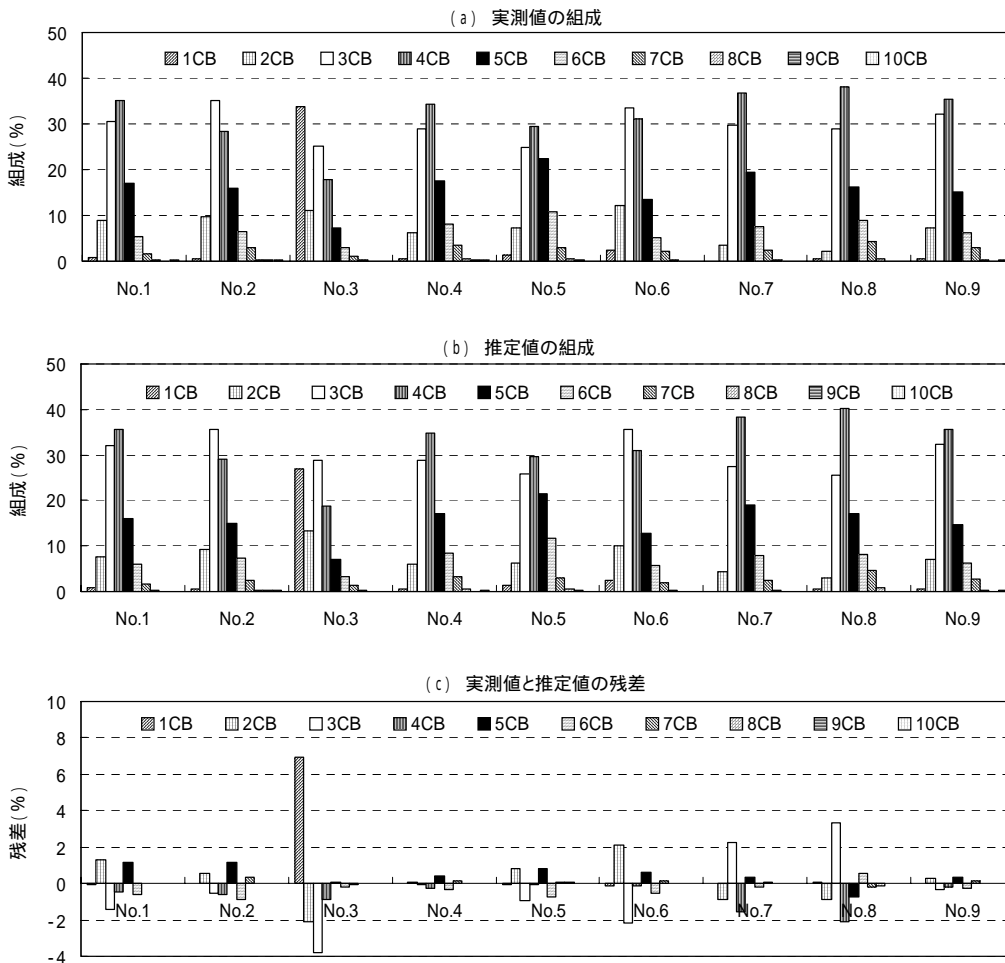 (a) 実測値の組成
50
40
30
20
10
0
組成(%)
1CB 2CB 3CB 4CB 5CB 6CB 7CB 8CB 9CB 10CB
No.1 No.2 No.3 No.4 No.5 No.6 No.7 No.8 No.9
(b) 推定値の組成
50
40
30
20
10
0
組成(%)
1CB 2CB 3CB 4CB 5CB 6CB 7CB 8CB 9CB 10CB
No.1 No.2 No.3 No.4 No.5 No.6 No.7 No.8 No.9
(c) 実測値と推定値の残差
10
8
6
4
2
0
-2
-4
残差(%)
1CB 2CB 3CB 4CB 5CB 6CB 7CB 8CB 9CB 10CB
No.1 No.2 No.3 No.4 No.5 No.6 No.7 No.8 No.9